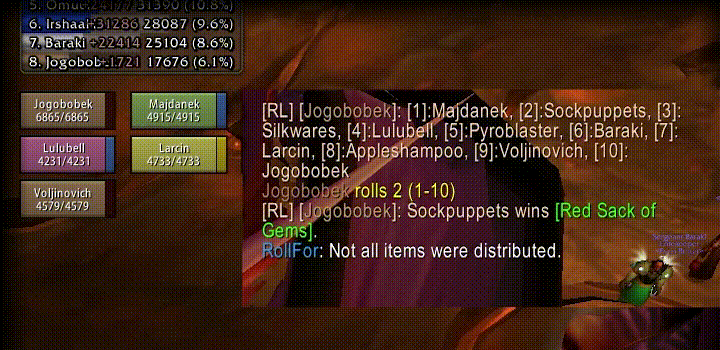 6. Irshaal +31286 28087 (9.6%)
7. Baraki +22414 25104 (8.6%)
8. 17676 (6.1%)
Jogobobek
6865/6865
Majdanek
4915/4915
Lulubell
4231/4231
Larcin
4733/4733
Voljinovich
4579/4579
[RL] [Jogobobek]: [1]:Majdanek, [2]:Sockpuppets, [3]:
Silkwares, [4]:Lulubell, [5]:Pyroblaster, [6]:Baraki, [7]:
Larcin, [8]:Appleshampoo, [9]:Voljinovich, [10]:
Jogobobek
Jogobobek rolls 2 (1-10)
[RL] [Jogobobek]: Sockpuppets wins [Red Sack of
Gems].
RollFor: Not all items were distributed.
Sergeant Baraki